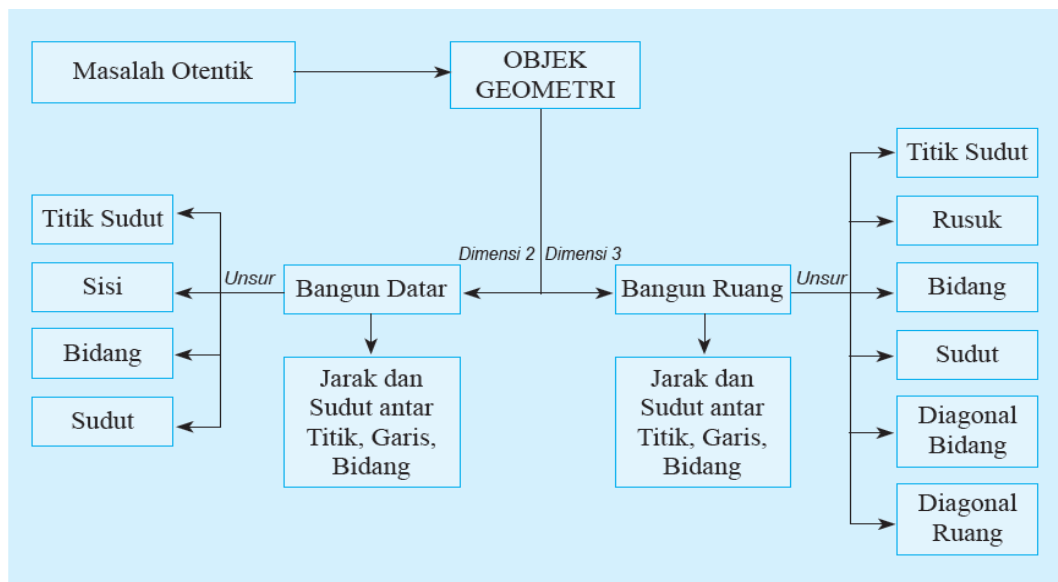 Masalah Otentik
OBJEK
GEOMETRI
Dimensi 2
Dimensi 3
Titik Sudut
Sisi
Bidang
Sudut
Unsur
Bangun Datar
Jarak dan
Sudut antar
Titik, Garis,
Bidang
Bangun Ruang
Jarak dan
Sudut antar
Titik, Garis,
Bidang
Unsur
Titik Sudut
Rusuk
Bidang
Sudut
Diagonal
Bidang
Diagonal
Ruang